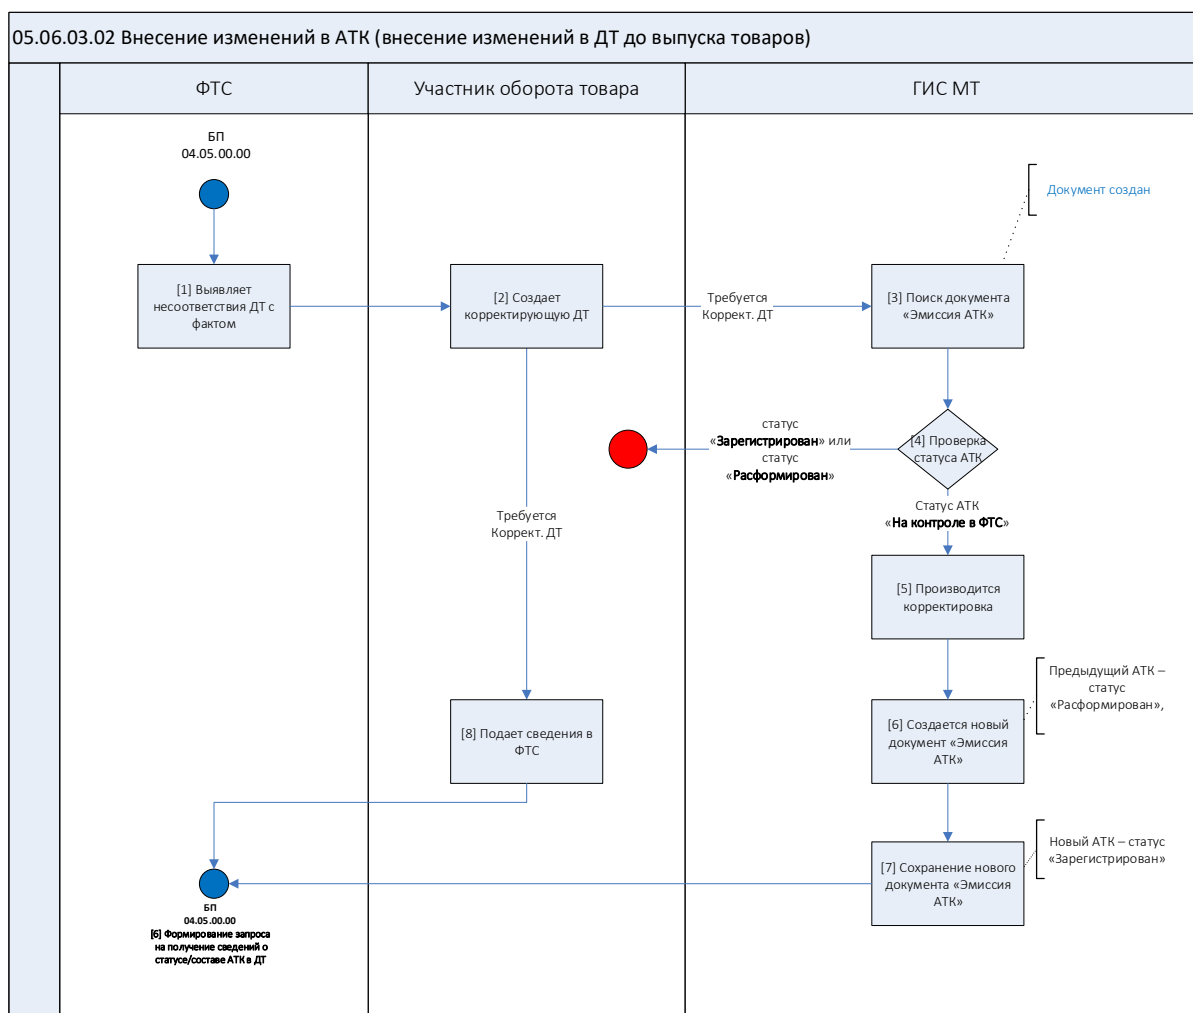 05.06.03.02 Внесение изменений в АТК (внесение изменений в ДТ до выпуска товаров)
ФТС
Участник оборота товара
ГИС МТ
БП
04.05.00.00
Документ создан
[1] Выявляет
несоответствия ДТ с
фактом
[2] Создает
корректирующую ДТ
Требуется
Коррект. ДТ
[3] Поиск документа
«Эмиссия АТК»
статус
«Зарегистрирован» или
статус
«Расформирован»
[4] Проверка
статуса АТК
Требуется
Коррект. ДТ
Статус АТК
«На контроле в ФТС»
[5] Производится
корректировка
Предыдущий АТК –
статус
«Расформирован»,
[8] Подает сведения в
ФТС
[6] Создается новый
документ «Эмиссия
АТК»
Новый АТК – статус
«Зарегистрирован»
[7] Сохранение нового
документа «Эмиссия
АТК»
БП
04.05.00.00
[6] Формирование запроса
на получение сведений о
статусе/составе АТК в ДТ